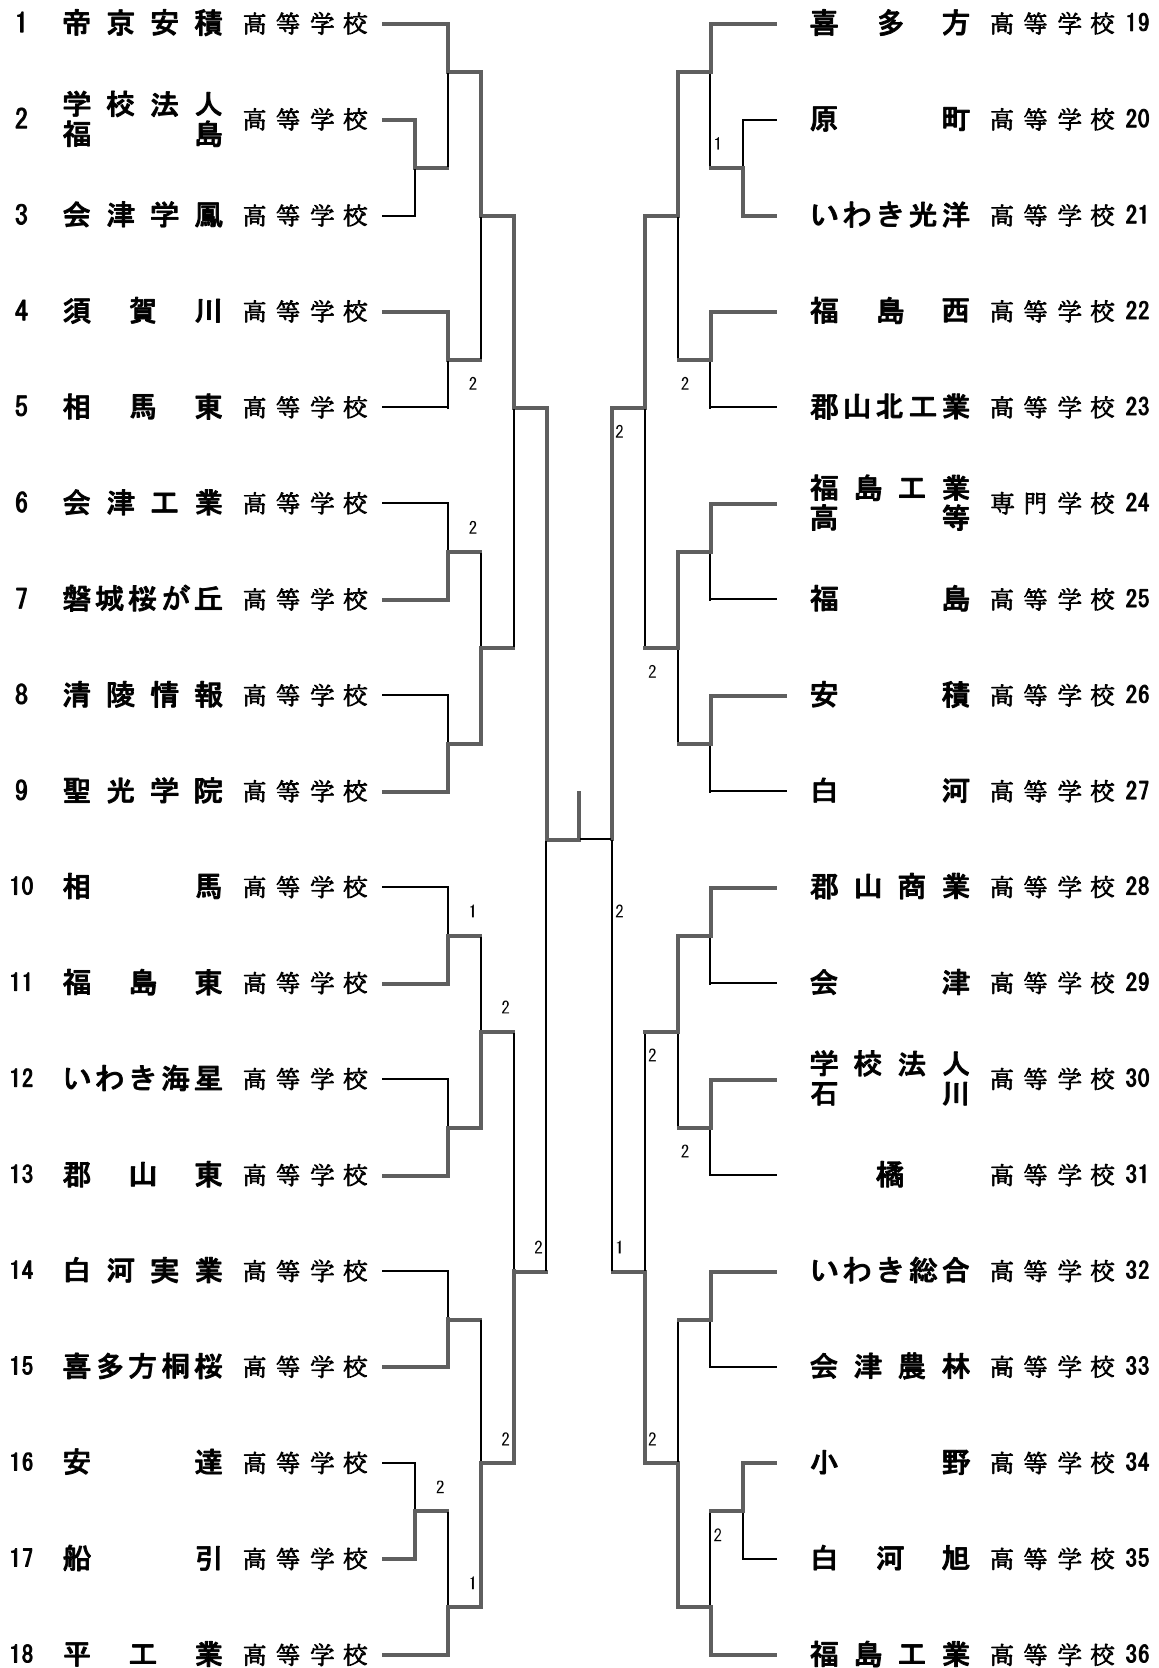 1 帝京安積 高等学校
2 学校法人福島 高等学校
3 会津学鳳 高等学校
4 須賀川 高等学校
2
5 相馬東 高等学校
6 会津工業 高等学校
2
7 磐城桜が丘 高等学校
8 清陵情報 高等学校
9 聖光学院 高等学校
10 相馬 高等学校
1
11 福島東 高等学校
2
12 いわき海星 高等学校
13 郡山東 高等学校
2
14 白河実業 高等学校
15 喜多方桐桜 高等学校
2
16 安達 高等学校
2
17 船引 高等学校
1
18 平工業 高等学校
喜多方 高等学校 19
原町 高等学校 20
1
いわき光洋 高等学校 21
福島西 高等学校 22
2
郡山北工業 高等学校 23
2
福島工業高等 専門学校 24
福島 高等学校 25
2
安積 高等学校 26
白河 高等学校 27
郡山商業 高等学校 28
2
会津 高等学校 29
2
学校法人石川 高等学校 30
2
橘 高等学校 31
1
いわき総合 高等学校 32
会津農林 高等学校 33
2
小野 高等学校 34
2
白河旭 高等学校 35
福島工業 高等学校 36